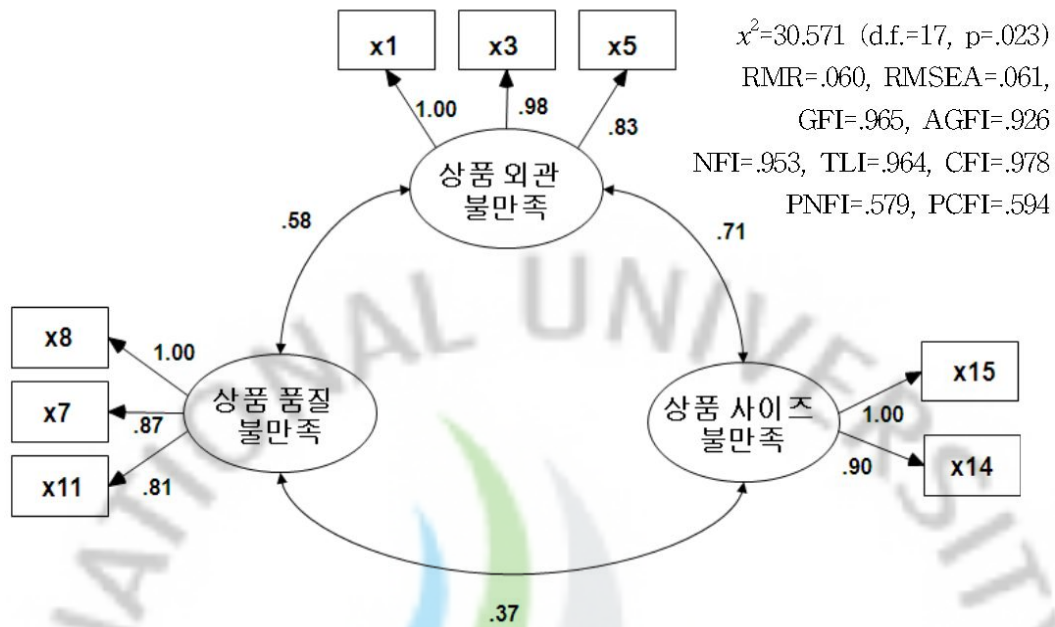 x1 x3 x5
x²=30.571 (d.f.=17, p=.023)
RMR=.060, RMSEA=.061,
GFI=.965, AGFI=.926
NFI=.953, TLI=.964, CFI=.978
PNFI=.579, PCFI=.594
1.00 .98 .83
상품 외관
불만족
.58 .71
x8
x7
x11
1.00
.87
.81
상품 품질
불만족
상품 사이즈
불만족
x15
x14
1.00
.90
.37
NATIONAL UNIVERSITY